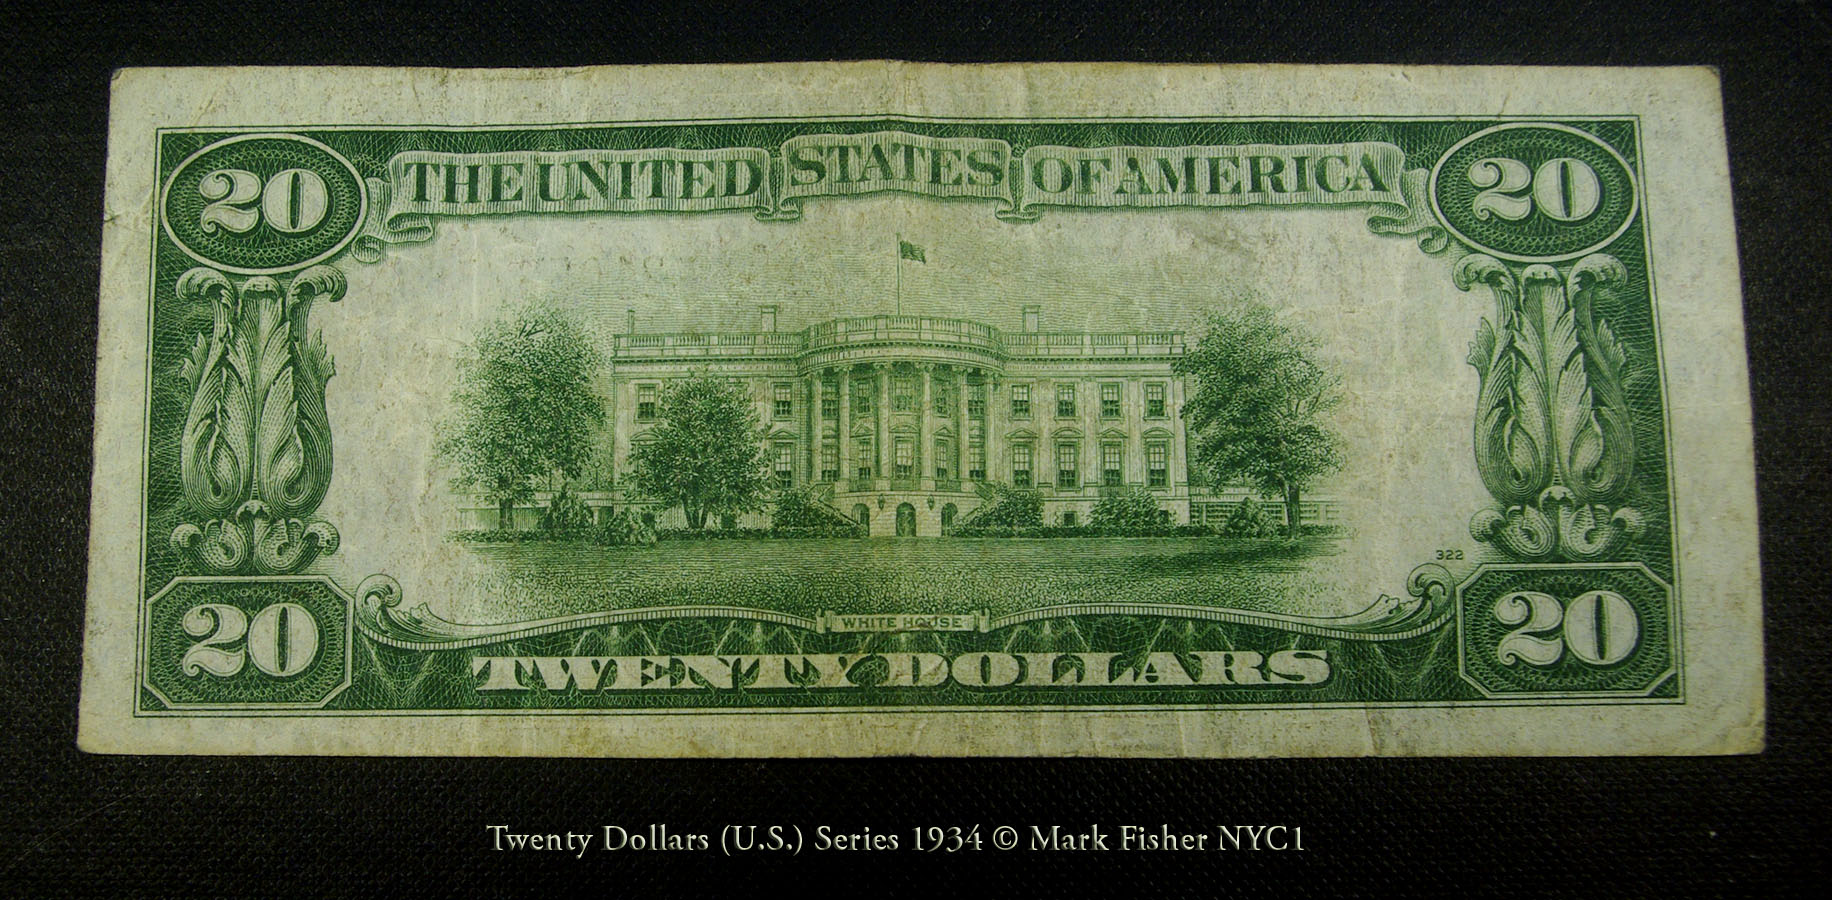 20 THE UNITED STATES OF AMERICA 20
322
20 WHITE HOUSE 20
TWENTY DOLLARS
Twenty Dollars (U.S.) Series 1934 © Mark Fisher NYC1